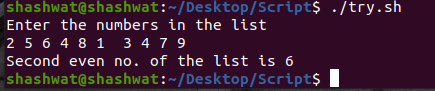 shashwat@shashwat:~/Desktop/Script$ ./try.sh
Enter the numbers in the list
2 5 6 4 8 1  3 4 7 9
Second even no. of the list is 6
shashwat@shashwat:~/Desktop/Script$